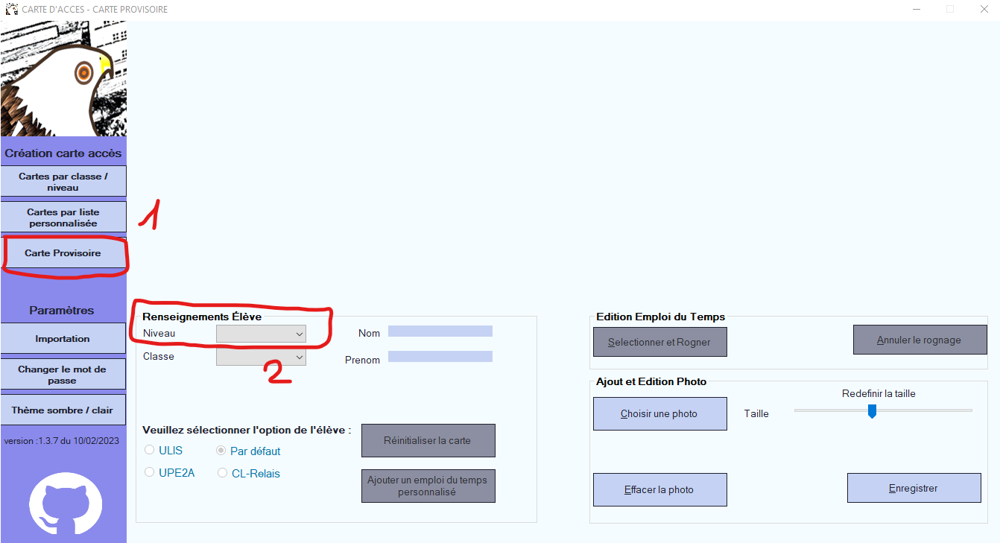 CARTE D'ACCES - CARTE PROVISOIRE
Création carte accès
Cartes par classe /
niveau
Cartes par liste
personnalisée
1
Carte Provisoire
Paramètres
Importation
Changer le mot de
passe
Thème sombre / clair
version :1.3.7 du 10/02/2023
Renseignements Élève
Niveau
Classe
2
Nom
Prenom
Veuillez sélectionner l'option de l'élève :
ULIS
Par défaut
UPE2A
CL-Relais
Réinitialiser la carte
Ajouter un emploi du temps
personnalisé
Edition Emploi du Temps
Selectionner et Rogner
Annuler le rognage
Ajout et Edition Photo
Choisir une photo
Taille
Redefinir la taille
Effacer la photo
Enregistrer